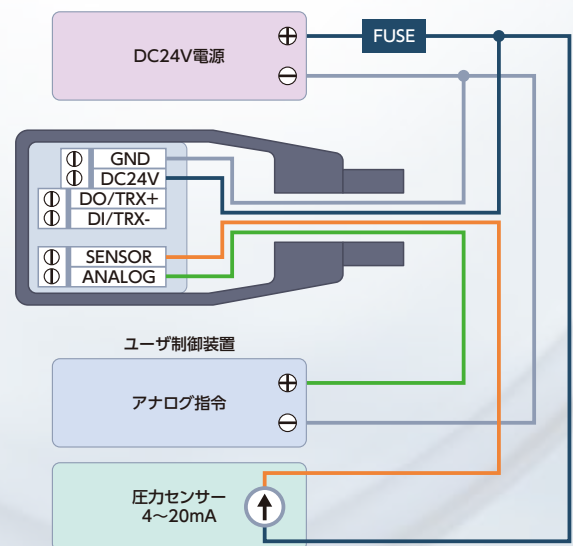 DC24V電源
FUSE
GND
DC24V
DO/TRX+
DI/TRX-
SENSOR
ANALOG
ユーザ制御装置
アナログ指令
圧力センサー
4～20mA